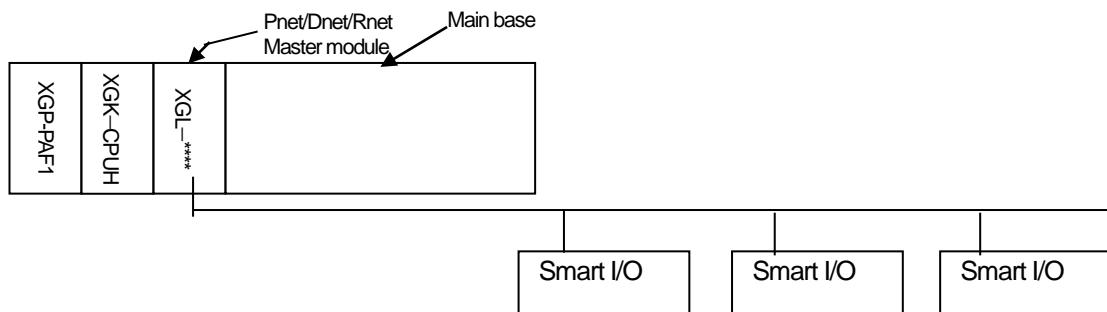 Pnet/Dnet/Rnet
Master module
Main base
XGP-PAF1
XGK–CPUH
XGL–****
Smart I/O
Smart I/O
Smart I/O